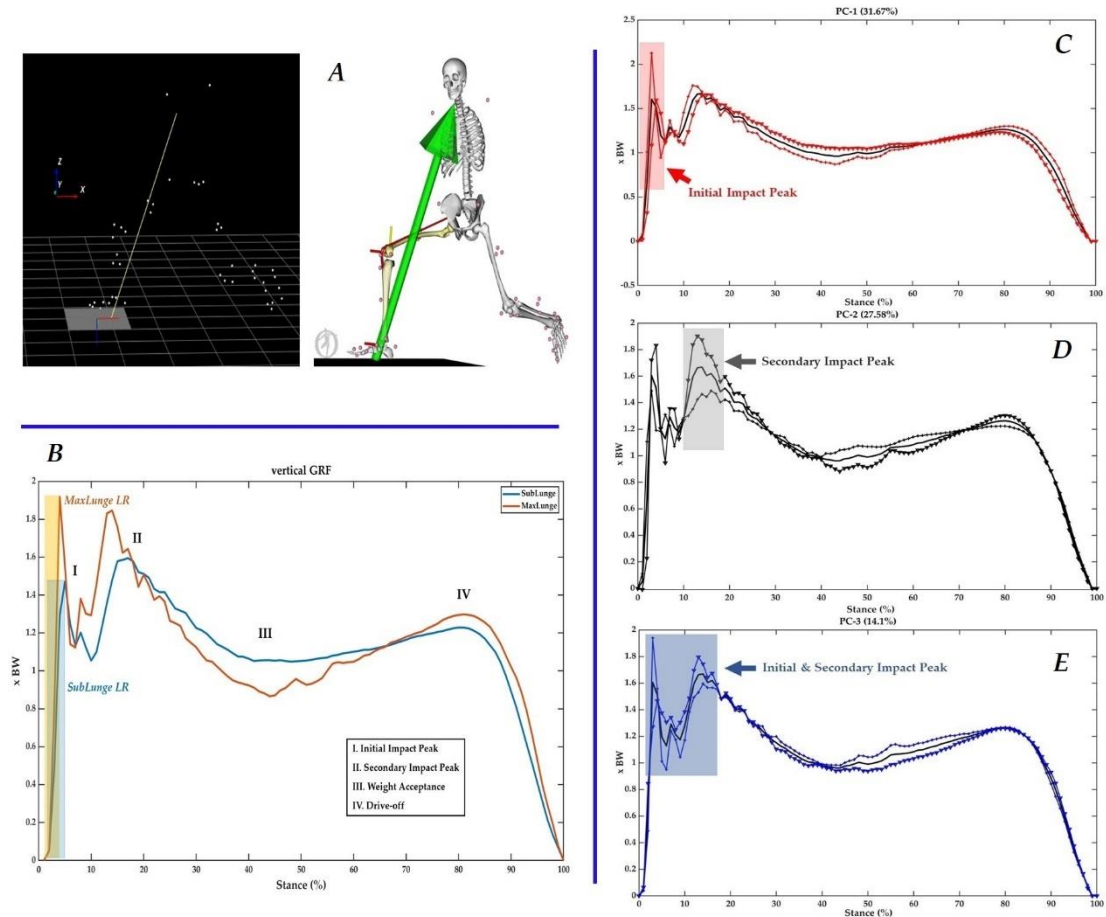 A
Z
Y
X
B
vertical GRF
SubLunge
MaxLunge
MaxLunge LR
I
II
III
IV
SubLunge LR
I. Initial Impact Peak
II. Secondary Impact Peak
III. Weight Acceptance
IV. Drive-off
x BW
2
1.8
1.6
1.4
1.2
1
0.8
0.6
0.4
0.2
0
0 10 20 30 40 50 60 70 80 90 100
Stance (%)
PC-1 (31.67%)
C
Initial Impact Peak
x BW
2.5
2
1.5
1
0.5
0
-0.5
0 10 20 30 40 50 60 70 80 90 100
Stance (%)
PC-2 (27.58%)
D
Secondary Impact Peak
x BW
2
1.8
1.6
1.4
1.2
1
0.8
0.6
0.4
0.2
0
0 10 20 30 40 50 60 70 80 90 100
Stance (%)
PC-3 (14.1%)
E
Initial & Secondary Impact Peak
x BW
2
1.8
1.6
1.4
1.2
1
0.8
0.6
0.4
0.2
0
0 10 20 30 40 50 60 70 80 90 100
Stance (%)